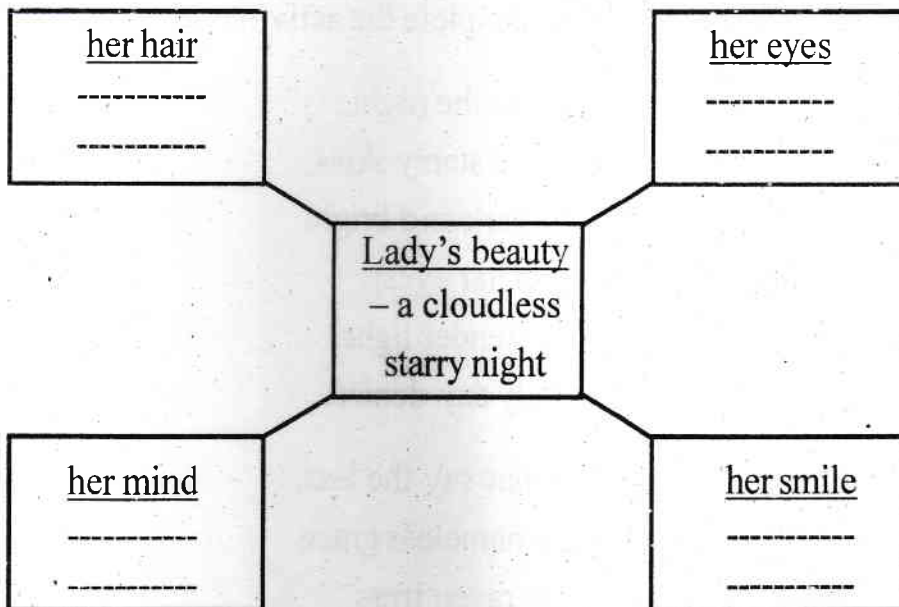 her hair
----------
----------
her eyes
----------
----------
Lady's beauty
– a cloudless
starry night
her mind
----------
----------
her smile
----------
----------